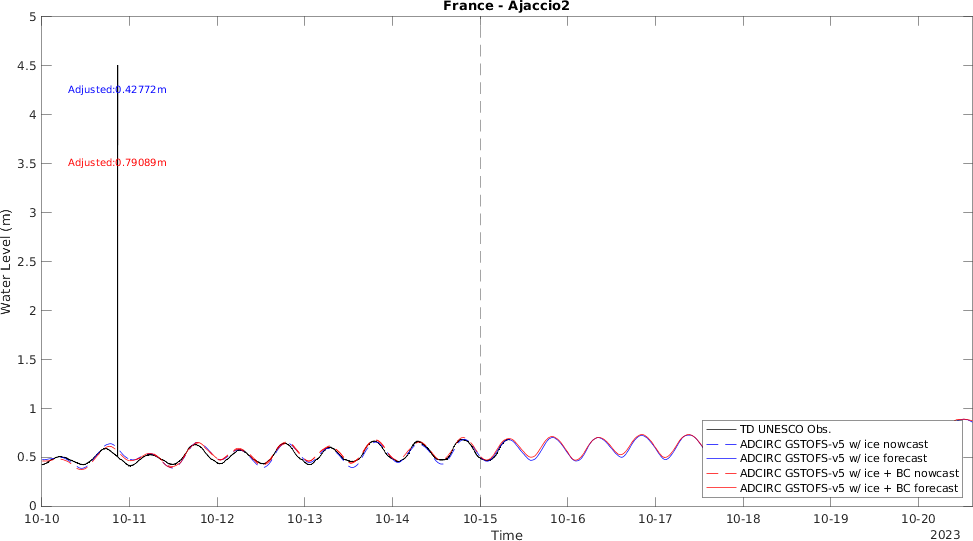 France - Ajaccio2
5
4.5
4
3.5
3
2.5
2
1.5
1
0.5
0
Water Level (m)
Adjusted:0.42772m
Adjusted:0.79089m
TD UNESCO Obs.
ADCIRC GSTOFS-v5 w/ ice nowcast
ADCIRC GSTOFS-v5 w/ ice forecast
ADCIRC GSTOFS-v5 w/ ice + BC nowcast
ADCIRC GSTOFS-v5 w/ ice + BC forecast
10-10 10-11 10-12 10-13 10-14 10-15 10-16 10-17 10-18 10-19 10-20
Time
2023